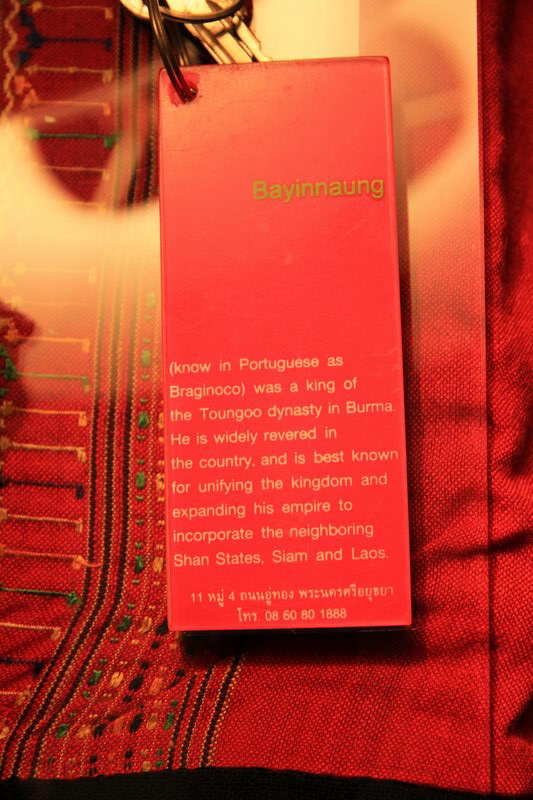 Bayinnaung
(know in Portuguese as
Braginoco) was a king of
the Toungoo dynasty in Burma.
He is widely revered in
the country, and is best known
for unifying the kingdom and
expanding his empire to
incorporate the neighboring
Shan States, Siam and Laos.
11 หมู่ 4 ถนนอู่ทอง พระนครศรีอยุธยา
โทร. 08 60 80 1888